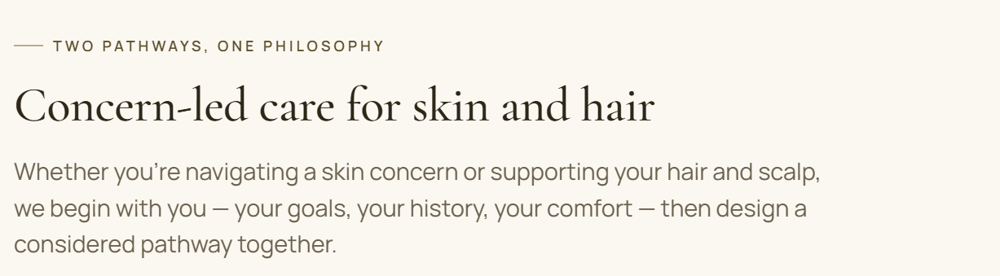 TWO PATHWAYS, ONE PHILOSOPHY
Concern-led care for skin and hair
Whether you’re navigating a skin concern or supporting your hair and scalp,
we begin with you — your goals, your history, your comfort — then design a
considered pathway together.